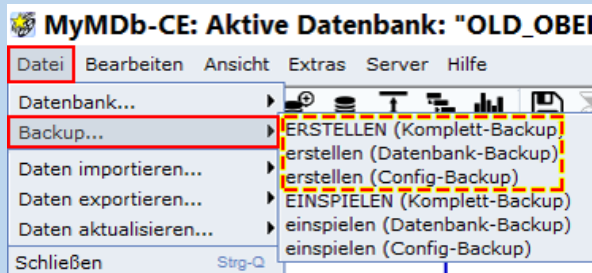 MyMDb-CE: Aktive Datenbank: "OLD_OBE
Datei Bearbeiten Ansicht Extras Server Hilfe
Datenbank...
Backup...
ERSTELLEN (Komplett-Backup)
erstellen (Datenbank-Backup)
erstellen (Config-Backup)
EINSPIELEN (Komplett-Backup)
einspielen (Datenbank-Backup)
einspielen (Config-Backup)
Daten importieren...
Daten exportieren...
Daten aktualisieren...
Schließen Strg-Q